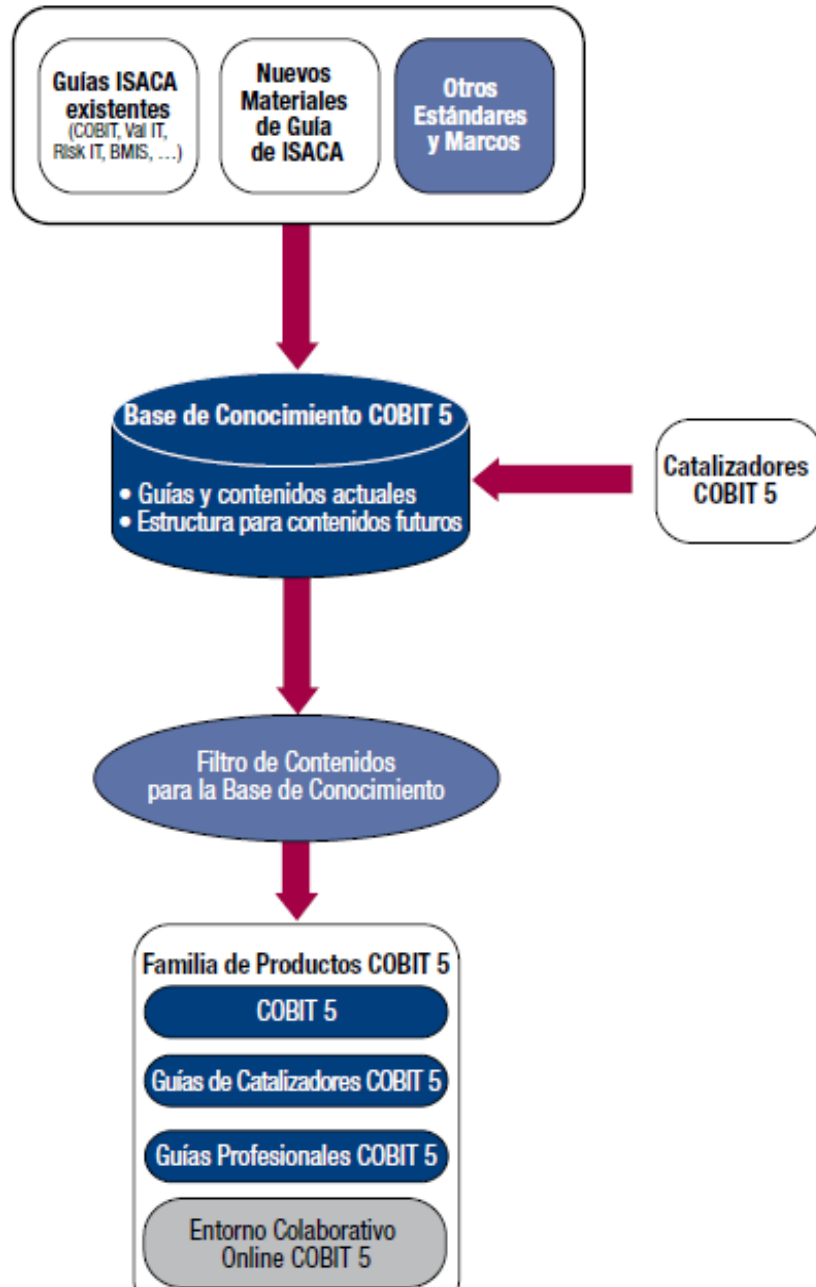 Guías ISACA
existentes
(COBIT, Val IT,
Risk IT, BMIS, …)
Nuevos
Materiales
de Guía
de ISACA
Otros
Estándares
y Marcos
Base de Conocimiento COBIT 5
• Guías y contenidos actuales
• Estructura para contenidos futuros
Catalizadores
COBIT 5
Filtro de Contenidos
para la Base de Conocimiento
Familia de Productos COBIT 5
COBIT 5
Guías de Catalizadores COBIT 5
Guías Profesionales COBIT 5
Entorno Colaborativo
Online COBIT 5